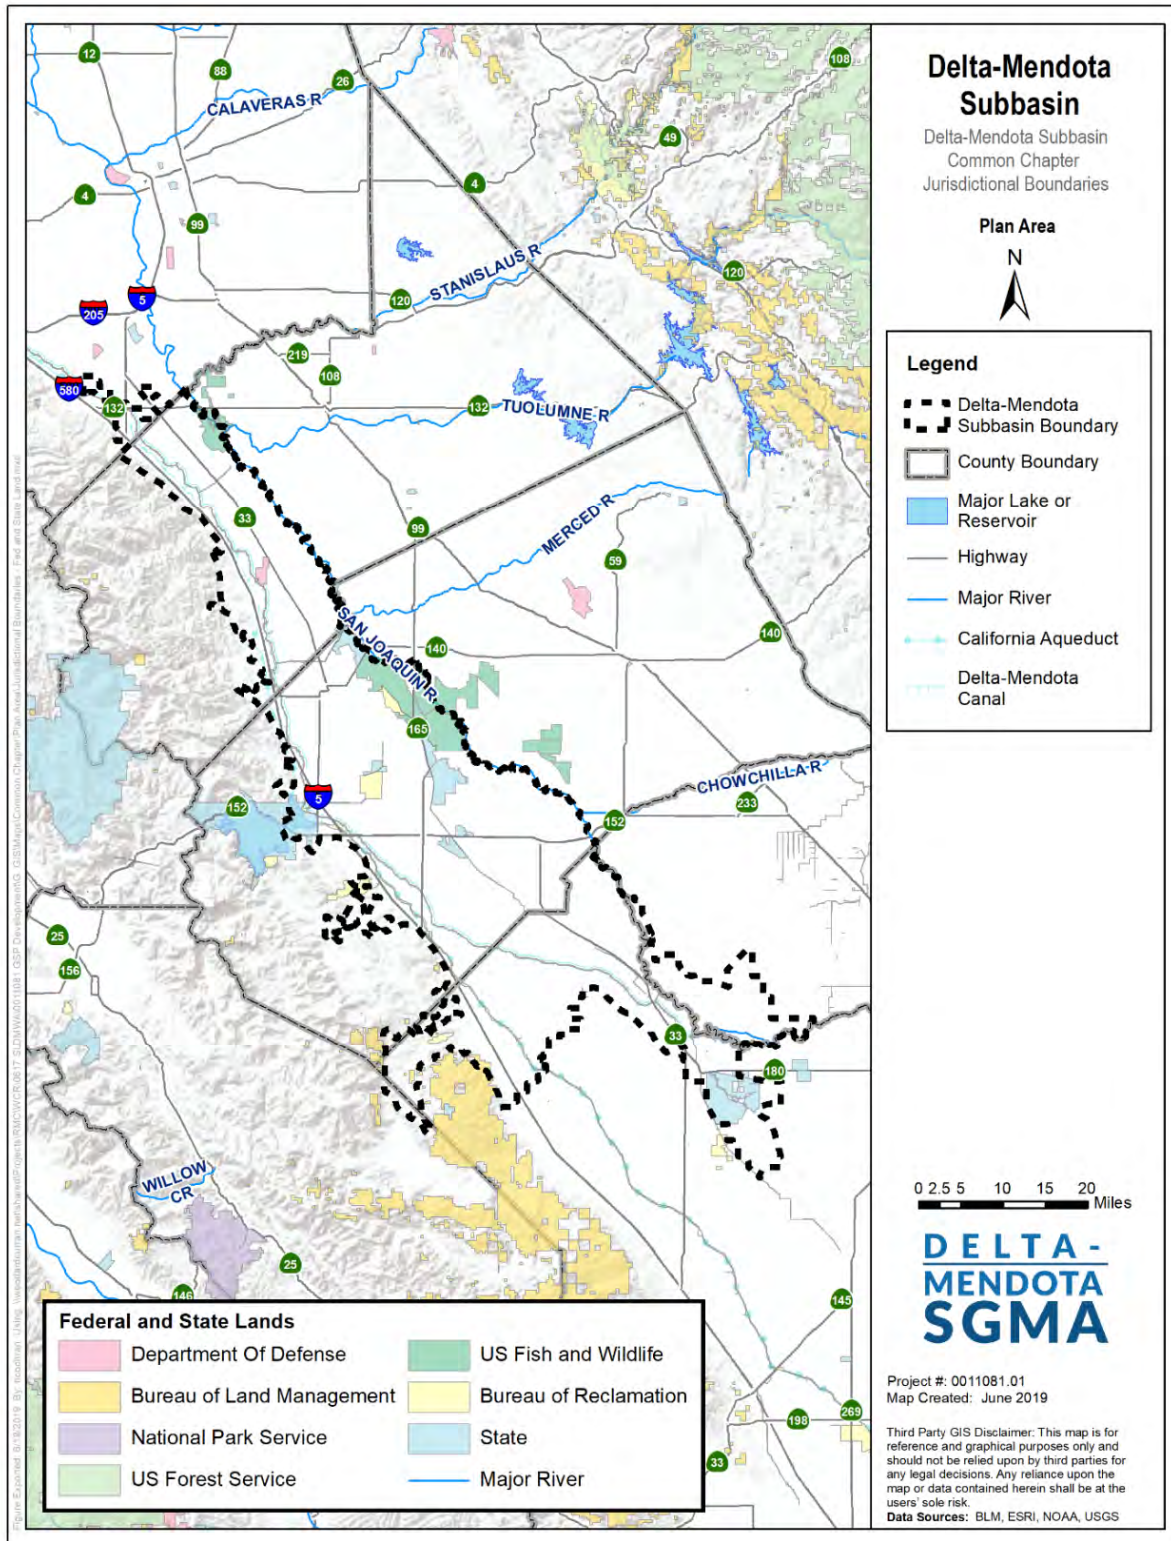 Delta-Mendota
Subbasin
Delta-Mendota Subbasin
Common Chapter
Jurisdictional Boundaries
Plan Area
N
Legend
Delta-Mendota
Subbasin Boundary
County Boundary
Major Lake or
Reservoir
Highway
Major River
California Aqueduct
Delta-Mendota
Canal
0 2.5 5 10 15 20
Miles
DELTA-
MENDOTA
SGMA
Project #: 0011081.01
Map Created: June 2019
Third Party GIS Disclaimer: This map is for
reference and graphical purposes only and
should not be relied upon by third parties for
any legal decisions. Any reliance upon the
map or data contained herein shall be at the
users' sole risk.
Data Sources: BLM, ESRI, NOAA, USGS
12
88
26
108
CALAVERAS R
49
4
4
99
STANISLAUS R
120
5
120
205
219
108
580
132
132
TUOLUMNE R
33
99
MERCED R
59
SAN JOAQUIN R
140
140
165
CHOWCHILLA R
5
152
233
152
25
156
33
180
WILLOW
CR
25
146
145
269
198
33
Federal and State Lands
Department Of Defense
US Fish and Wildlife
Bureau of Land Management
Bureau of Reclamation
National Park Service
State
US Forest Service
Major River